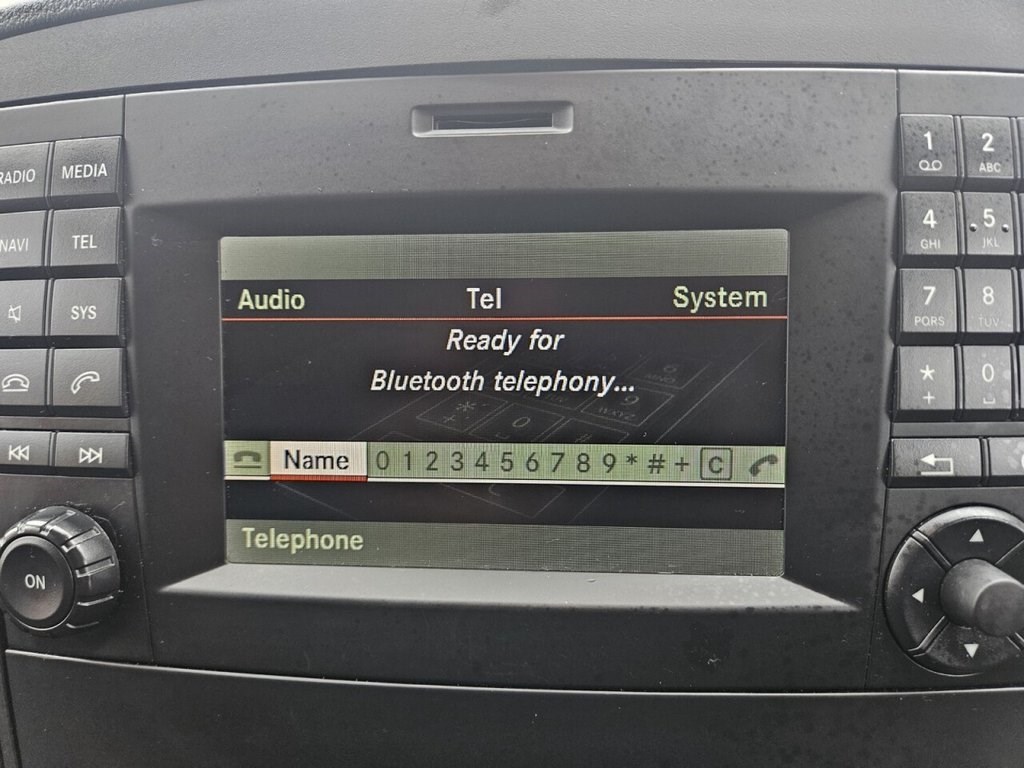 RADIO MEDIA
NAVI TEL
SYS
ON
Audio Tel System
Ready for
Bluetooth telephony...
Name 0 1 2 3 4 5 6 7 8 9 * # + C
Telephone
1 2
ABC
4 5
GHI JKL
7 8
PQRS TUV
* 0
+